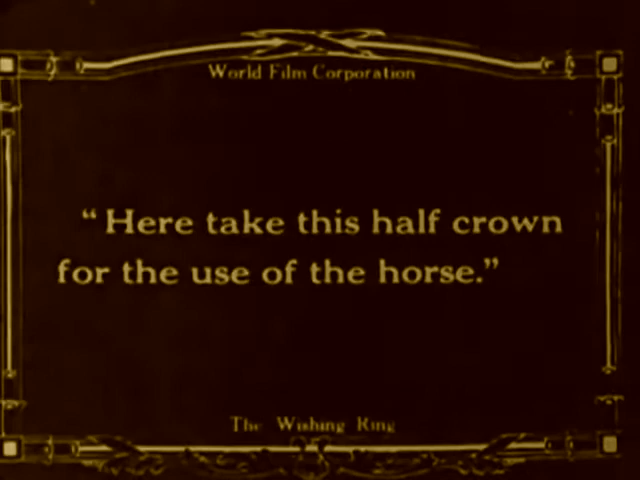 World Film Corporation
“Here take this half crown
for the use of the horse.”
The Wishing Ring